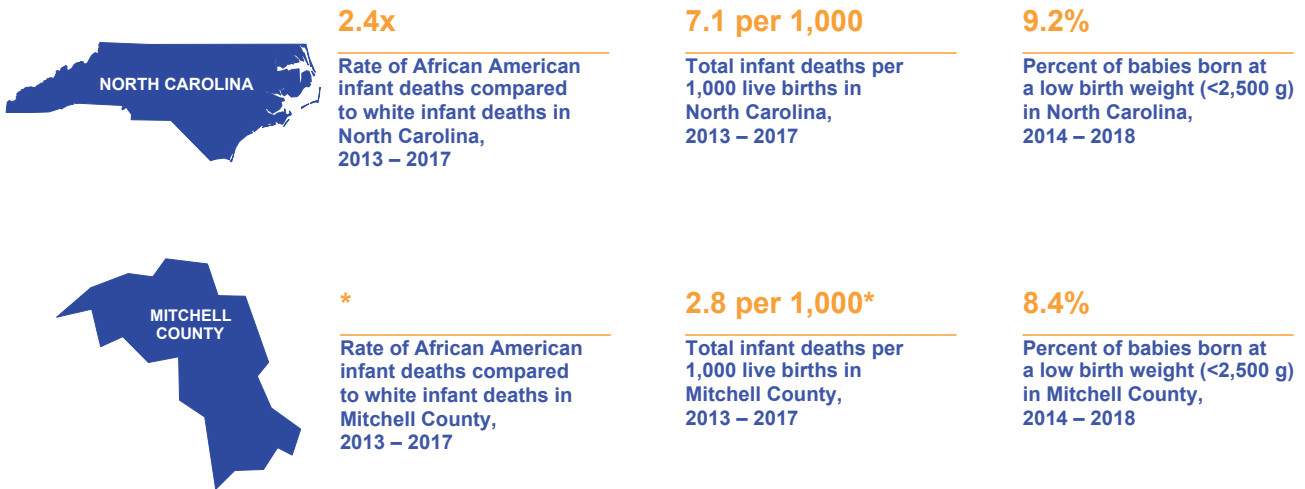 NORTH CAROLINA
2.4x
Rate of African American
infant deaths compared
to white infant deaths in
North Carolina,
2013 – 2017
7.1 per 1,000
Total infant deaths per
1,000 live births in
North Carolina,
2013 – 2017
9.2%
Percent of babies born at
a low birth weight (<2,500 g)
in North Carolina,
2014 – 2018
MITCHELL
COUNTY
*
Rate of African American
infant deaths compared
to white infant deaths in
Mitchell County,
2013 – 2017
2.8 per 1,000*
Total infant deaths per
1,000 live births in
Mitchell County,
2013 – 2017
8.4%
Percent of babies born at
a low birth weight (<2,500 g)
in Mitchell County,
2014 – 2018